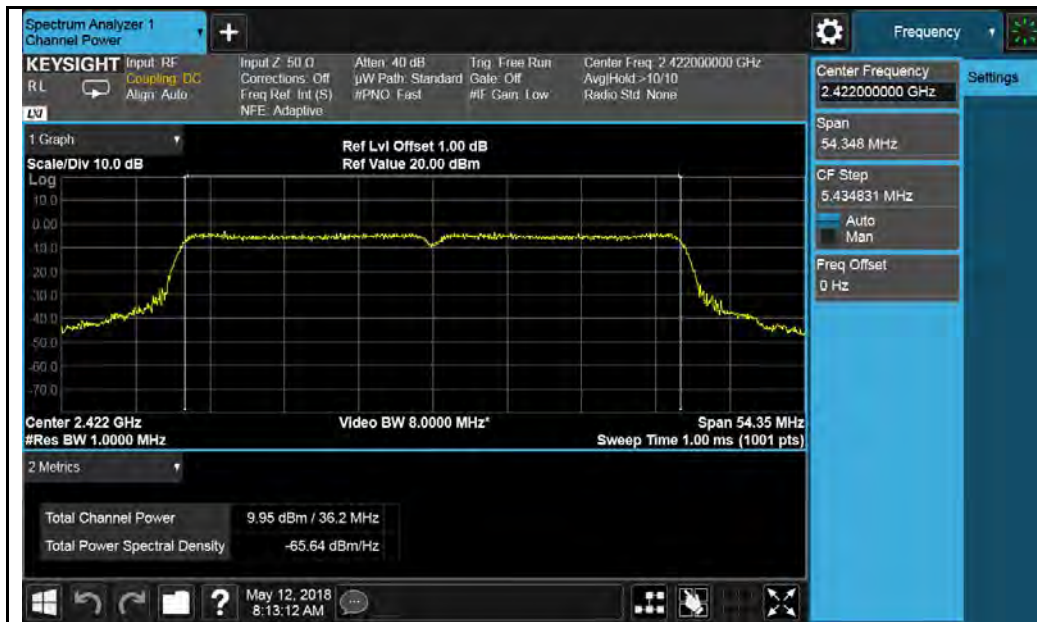 Spectrum Analyzer 1
Channel Power
+
Frequency
KEYSIGHT
RL
LXI
Input: RF
Coupling: DC
Align: Auto
Input Z: 50 Ω
Corrections: Off
Freq Ref: Int (S)
NFE: Adaptive
Atten: 40 dB
µW Path: Standard
#PNO: Fast
Trig: Free Run
Gate: Off
#IF Gain: Low
Center Freq: 2.422000000 GHz
Avg|Hold:>10/10
Radio Std: None
Center Frequency
2.422000000 GHz
Settings
Span
54.348 MHz
CF Step
5.434831 MHz
Auto
Man
Freq Offset
0 Hz
1 Graph
Scale/Div 10.0 dB
Ref Lvl Offset 1.00 dB
Ref Value 20.00 dBm
Log
10.0
0.00
-10.0
-20.0
-30.0
-40.0
-50.0
-60.0
-70.0
Center 2.422 GHz
#Res BW 1.0000 MHz
Video BW 8.0000 MHz*
Span 54.35 MHz
Sweep Time 1.00 ms (1001 pts)
2 Metrics
Total Channel Power 9.95 dBm / 36.2 MHz
Total Power Spectral Density -65.64 dBm/Hz
?
May 12, 2018
8:13:12 AM